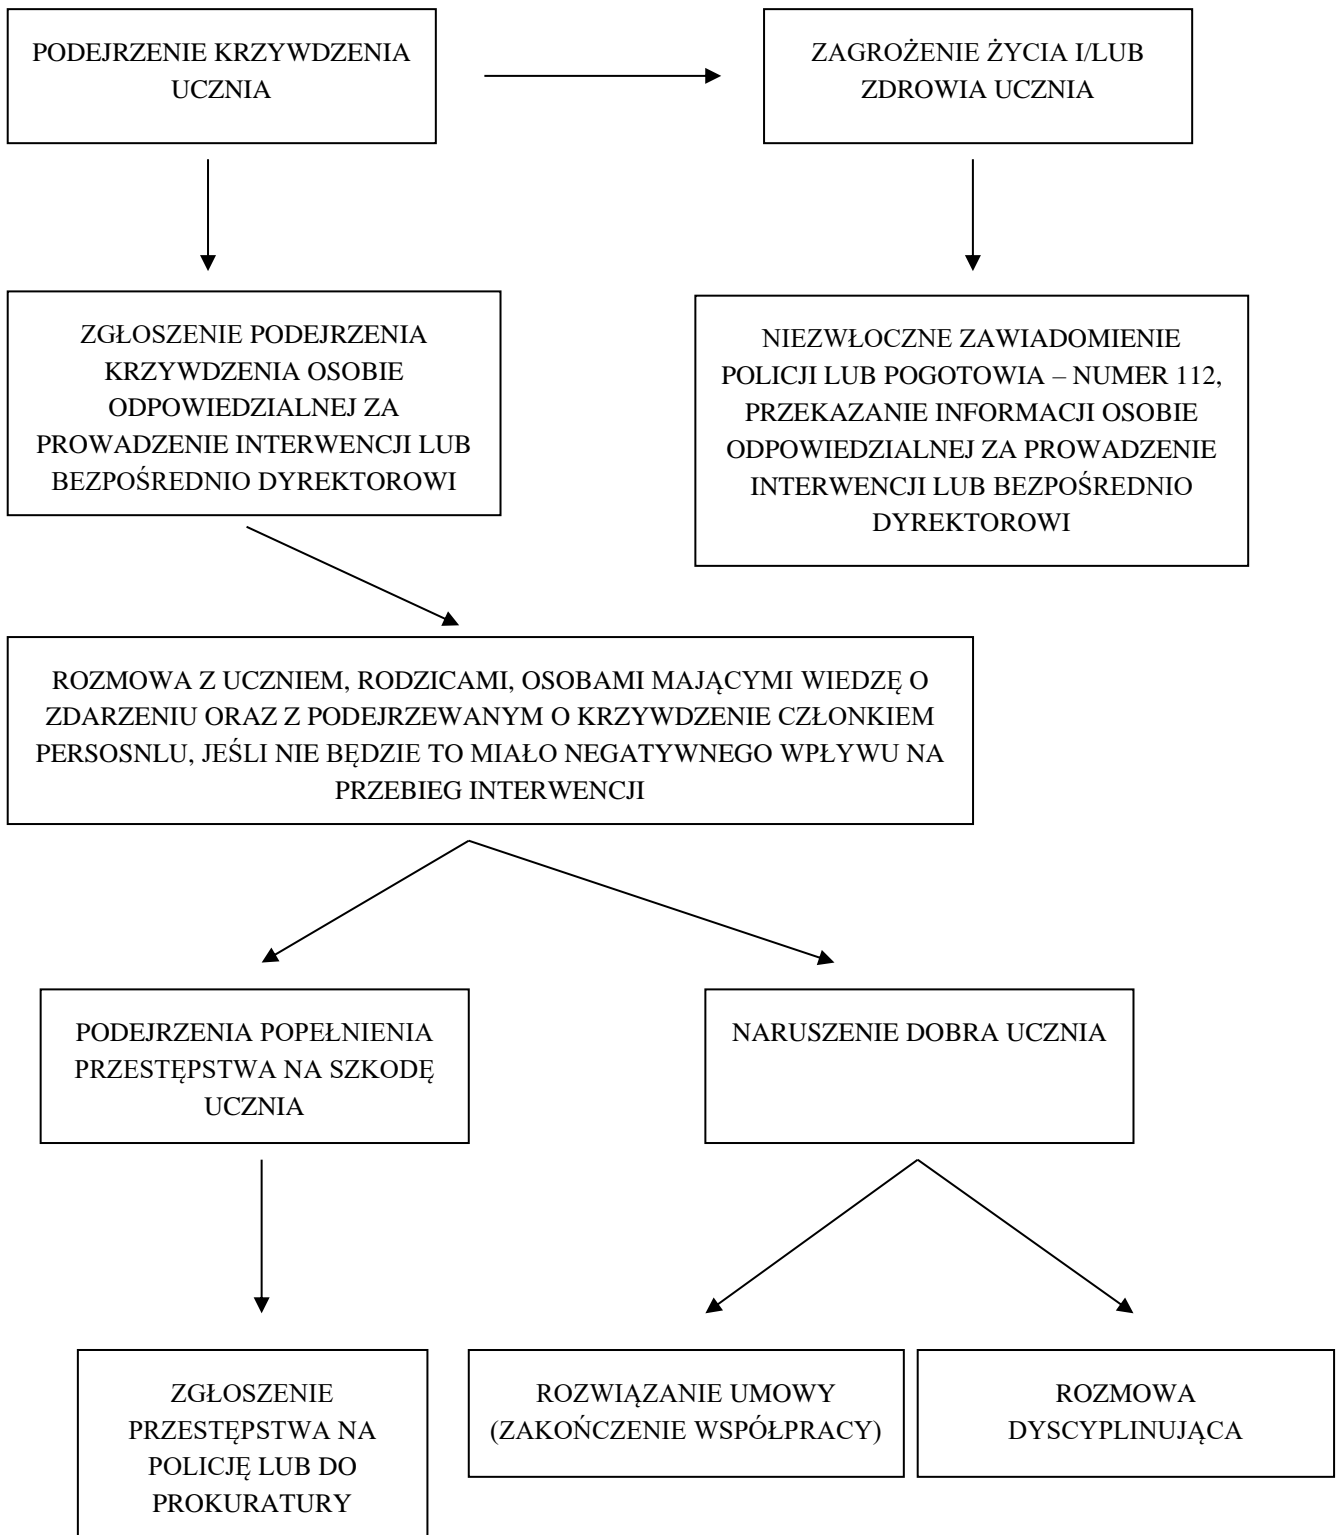 PODEJRZENIE KRZYWDZENIA
UCZNIA
ZAGROŻENIE ŻYCIA I/LUB
ZDROWIA UCZNIA
ZGŁOSZENIE PODEJRZENIA
KRZYWDZENIA OSOBIE
ODPOWIEDZIALNEJ ZA
PROWADZENIE INTERWENCJI LUB
BEZPOŚREDNIO DYREKTOROWI
NIEZWŁOCZNE ZAWIADOMIENIE
POLICJI LUB POGOTOWIA – NUMER 112,
PRZEKAZANIE INFORMACJI OSOBIE
ODPOWIEDZIALNEJ ZA PROWADZENIE
INTERWENCJI LUB BEZPOŚREDNIO
DYREKTOROWI
ROZMOWA Z UCZNIEM, RODZICAMI, OSOBAMI MAJĄCYMI WIEDZĘ O
ZDARZENIU ORAZ Z PODEJRZEWANYM O KRZYWDZENIE CZŁONKIEM
PERSOSNLU, JEŚLI NIE BĘDZIE TO MIAŁO NEGATYWNEGO WPŁYWU NA
PRZEBIEG INTERWENCJI
PODEJRZENIA POPEŁNIENIA
PRZESTĘPSTWA NA SZKODĘ
UCZNIA
NARUSZENIE DOBRA UCZNIA
ZGŁOSZENIE
PRZESTĘPSTWA NA
POLICJĘ LUB DO
PROKURATURY
ROZWIĄZANIE UMOWY
(ZAKOŃCZENIE WSPÓŁPRACY)
ROZMOWA
DYSCYPLINUJĄCA